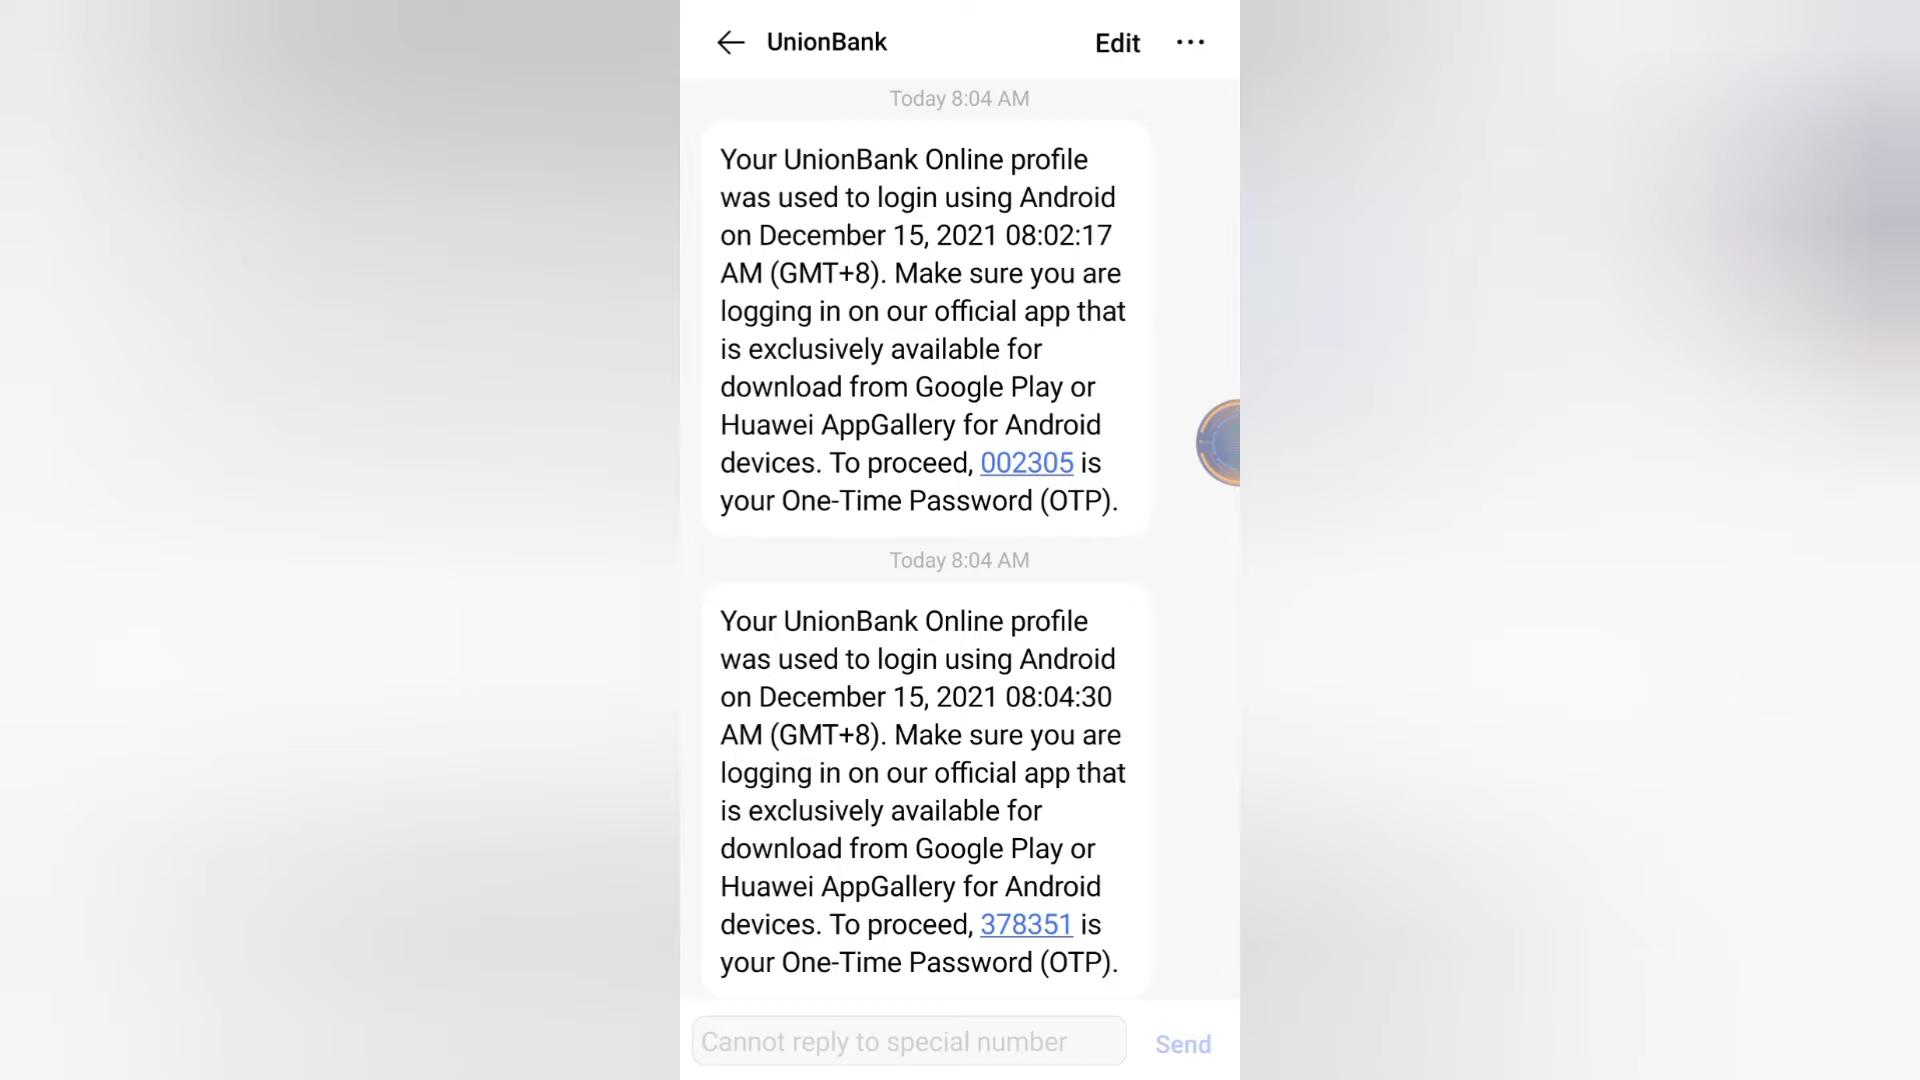 UnionBank
Edit
Today 8:04 AM
Your UnionBank Online profile
was used to login using Android
on December 15, 2021 08:02:17
AM (GMT+8). Make sure you are
logging in on our official app that
is exclusively available for
download from Google Play or
Huawei AppGallery for Android
devices. To proceed, 002305 is
your One-Time Password (OTP).
Today 8:04 AM
Your UnionBank Online profile
was used to login using Android
on December 15, 2021 08:04:30
AM (GMT+8). Make sure you are
logging in on our official app that
is exclusively available for
download from Google Play or
Huawei AppGallery for Android
devices. To proceed, 378351 is
your One-Time Password (OTP).
Cannot reply to special number
Send